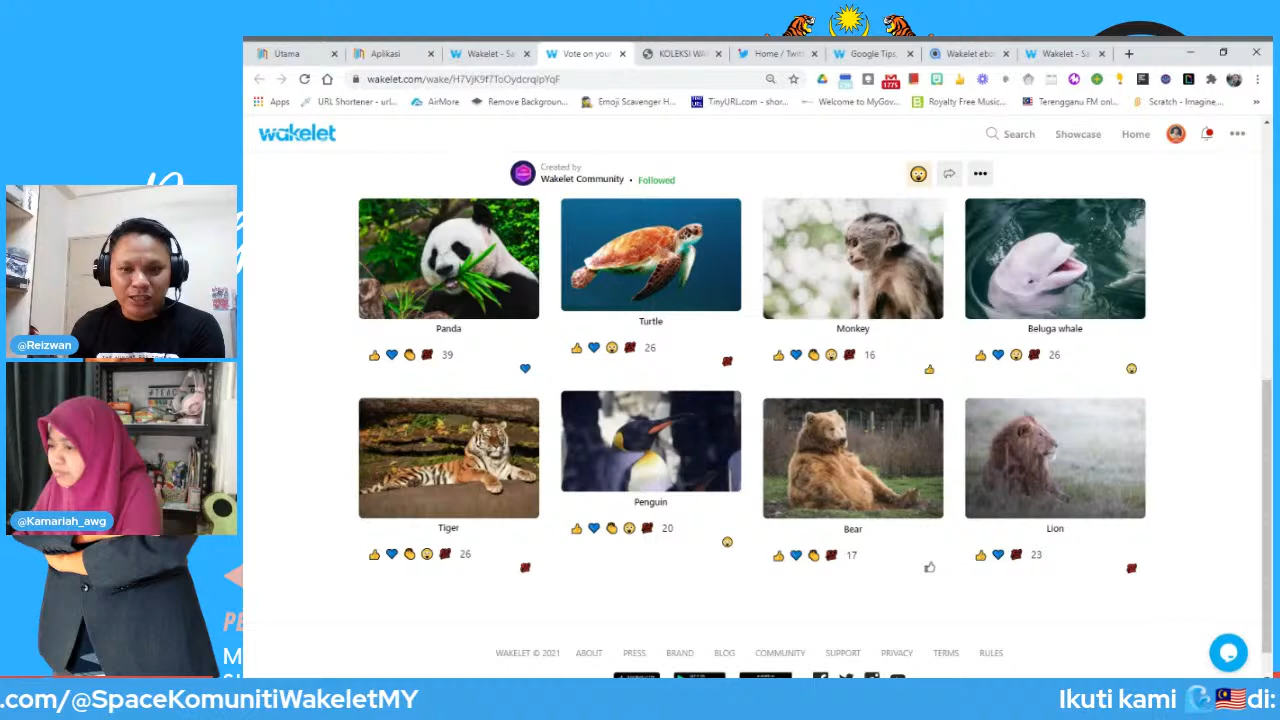 Utama
Aplikasi
Wakelet - Sa
Vote on your
KOLEKSI WA
Home / Twitt
Google Tips,
Wakelet ebo
Wakelet - Sa
wakelet.com/wake/H7VjK9f7ToOydcrqIpYqF
1775
Apps
URL Shortener - url...
AirMore
Remove Backgroun...
Emoji Scavenger H...
TinyURL.com - shor...
Welcome to MyGov...
Royalty Free Music...
Terengganu FM onl...
Scratch - Imagine,...
wakelet
Search
Showcase
Home
Created by
Wakelet Community • Followed
Panda
Turtle
Monkey
Beluga whale
39
26
16
26
Tiger
Penguin
Bear
Lion
26
20
17
23
WAKELET © 2021
ABOUT
PRESS
BRAND
BLOG
COMMUNITY
SUPPORT
PRIVACY
TERMS
RULES
@Reizwan
@Kamariah_awg
PE
M
.com/@SpaceKomunitiWakeletMY
Ikuti kami
di: